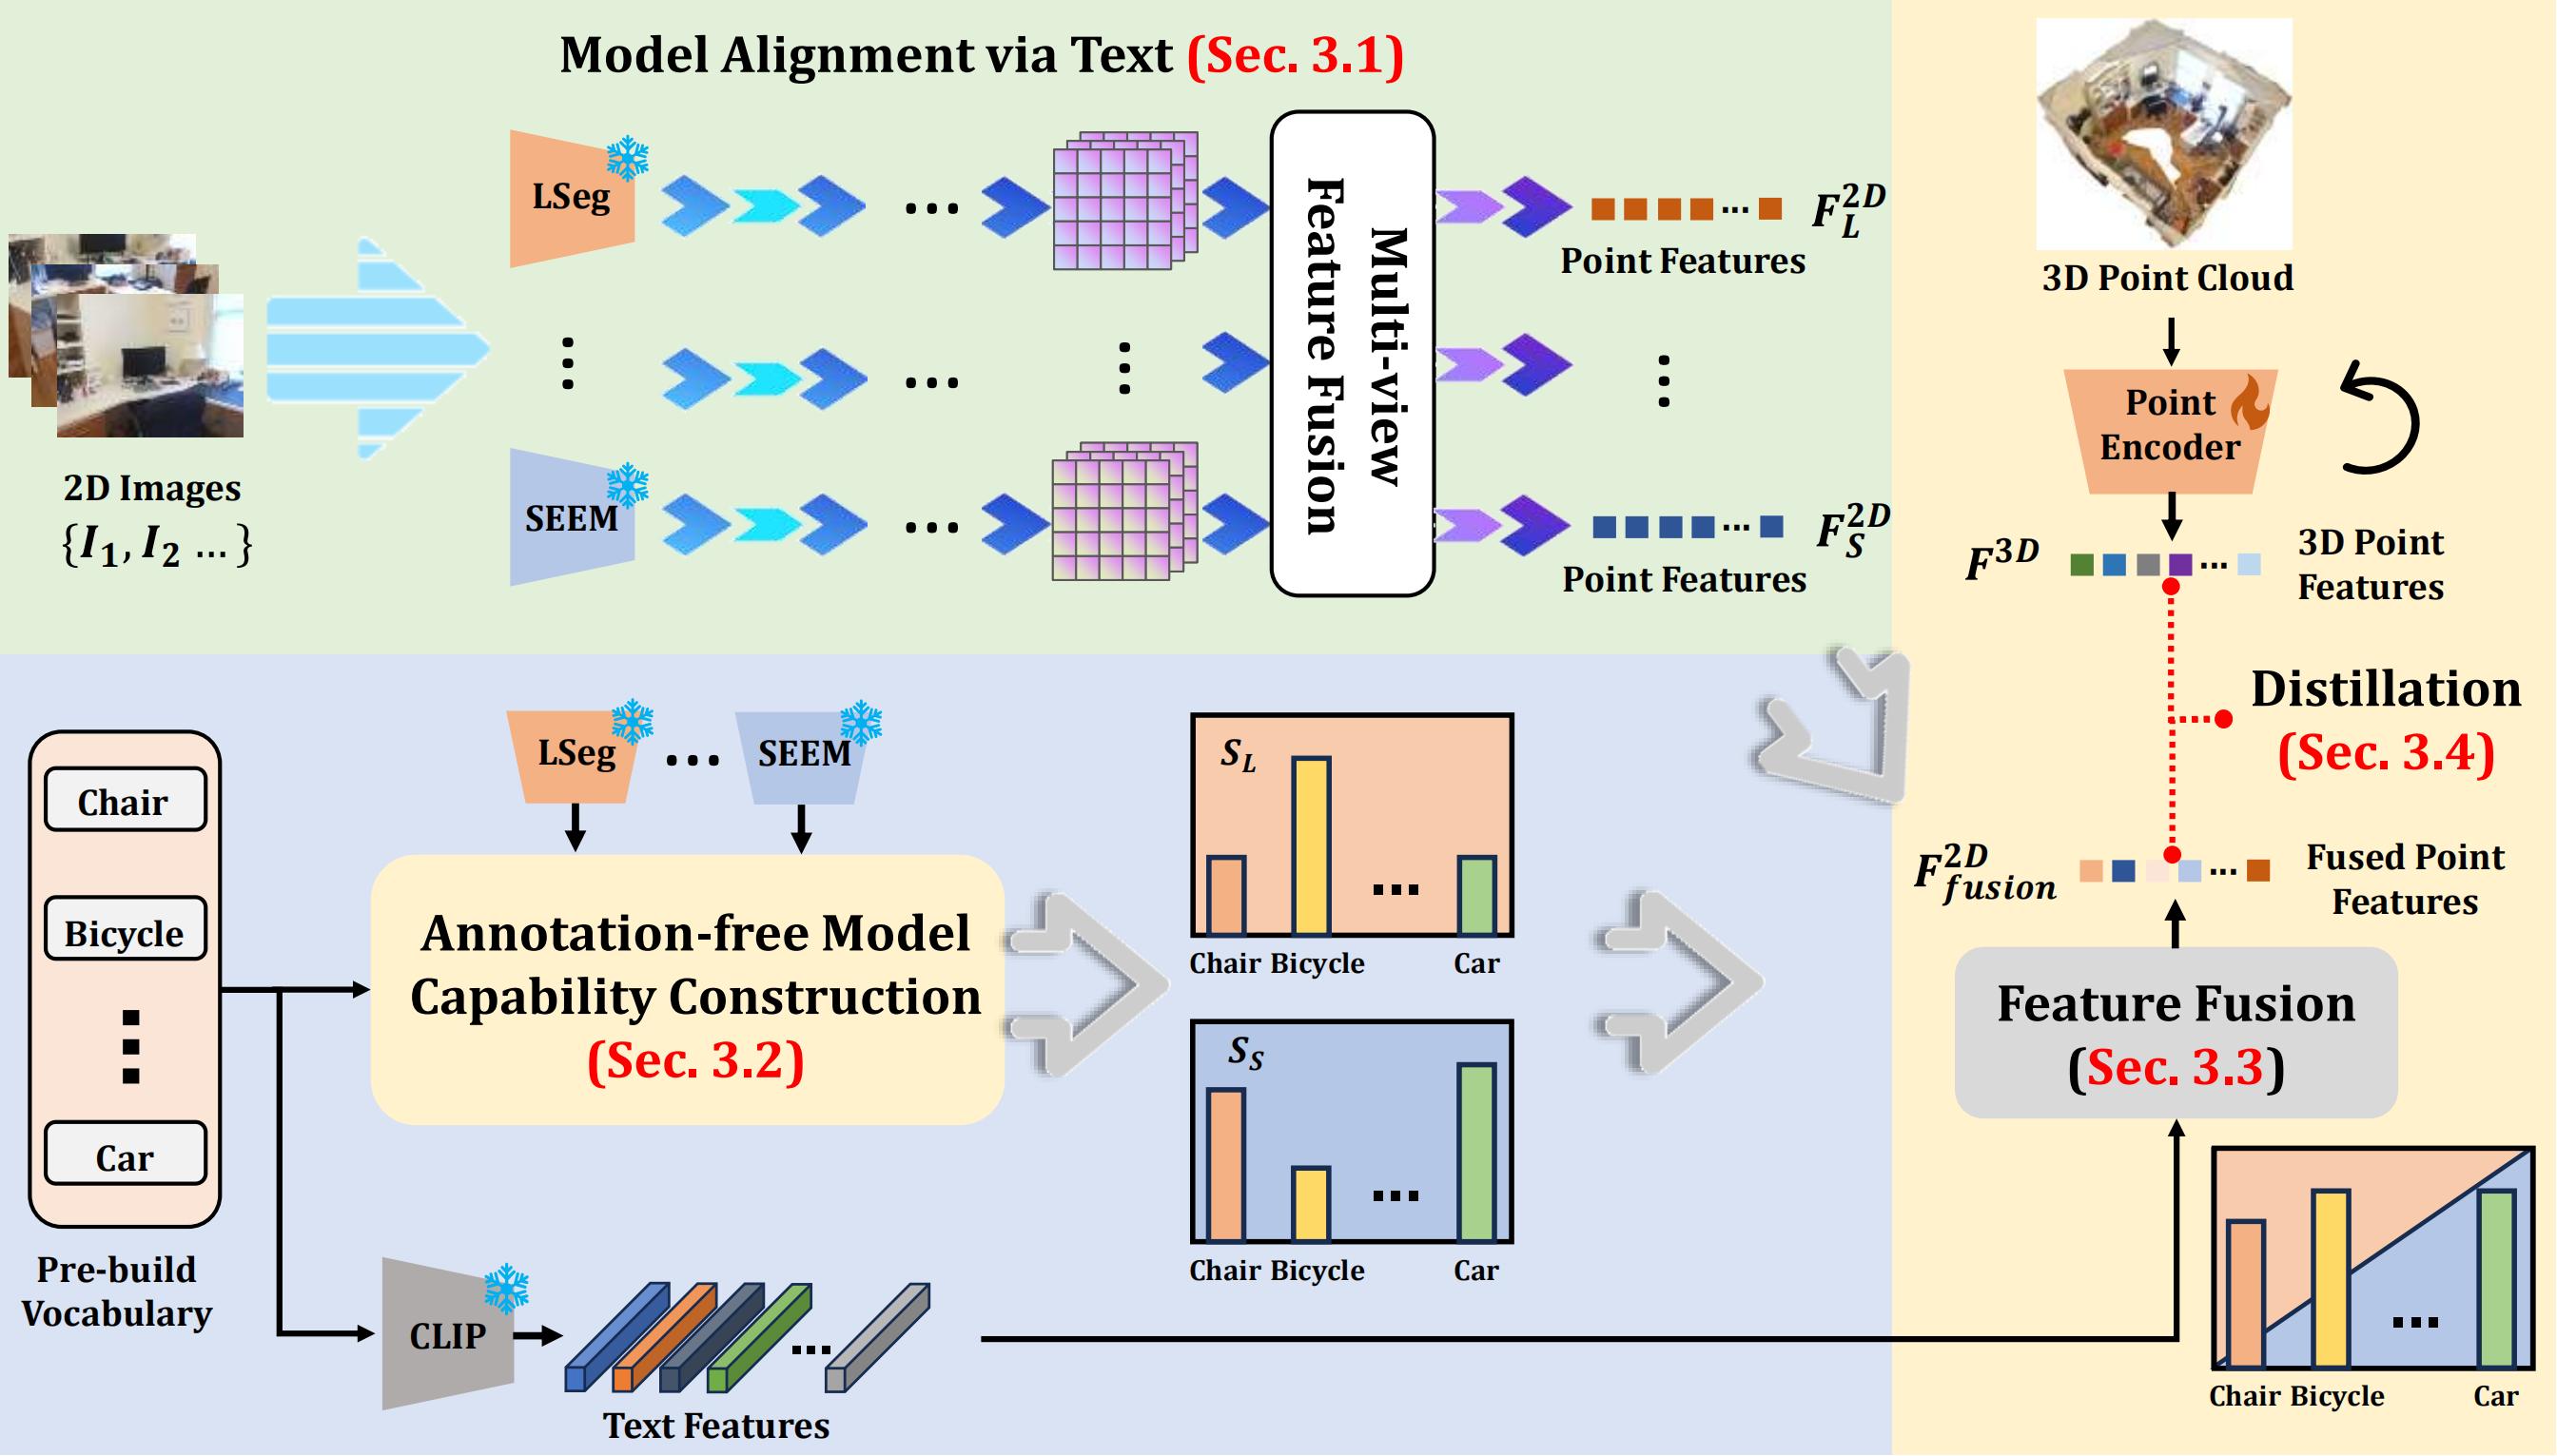 Model Alignment via Text (Sec. 3.1)
LSeg
...
Multi-view
Feature Fusion
...
F_L^{2D}
Point Features
2D Images
{I_1, I_2 ...}
...
SEEM
...
...
F_S^{2D}
Point Features
3D Point Cloud
Point
Encoder
F^{3D}
...
3D Point
Features
Distillation
(Sec. 3.4)
F_{fusion}^{2D}
...
Fused Point
Features
Feature Fusion
(Sec. 3.3)
...
Chair Bicycle Car
Chair
Bicycle
Car
Pre-build
Vocabulary
LSeg
...
SEEM
Annotation-free Model
Capability Construction
(Sec. 3.2)
S_L
...
Chair Bicycle Car
S_S
...
Chair Bicycle Car
CLIP
...
Text Features